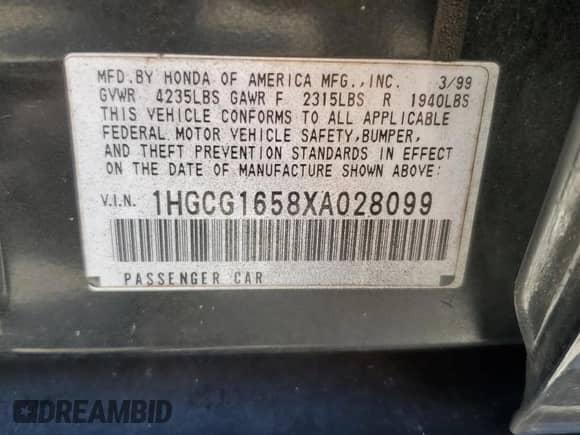 MFD.BY HONDA OF AMERICA MFG.,INC. 3/99
GVWR 4235LBS GAWR F 2315LBS R 1940LBS
THIS VEHICLE CONFORMS TO ALL APPLICABLE
FEDERAL MOTOR VEHICLE SAFETY,BUMPER,
AND THEFT PREVENTION STANDARDS IN EFFECT
ON THE DATE OF MANUFACTURE SHOWN ABOVE:
V.I.N. 1HGCG1658XA028099
PASSENGER CAR
DREAMBID